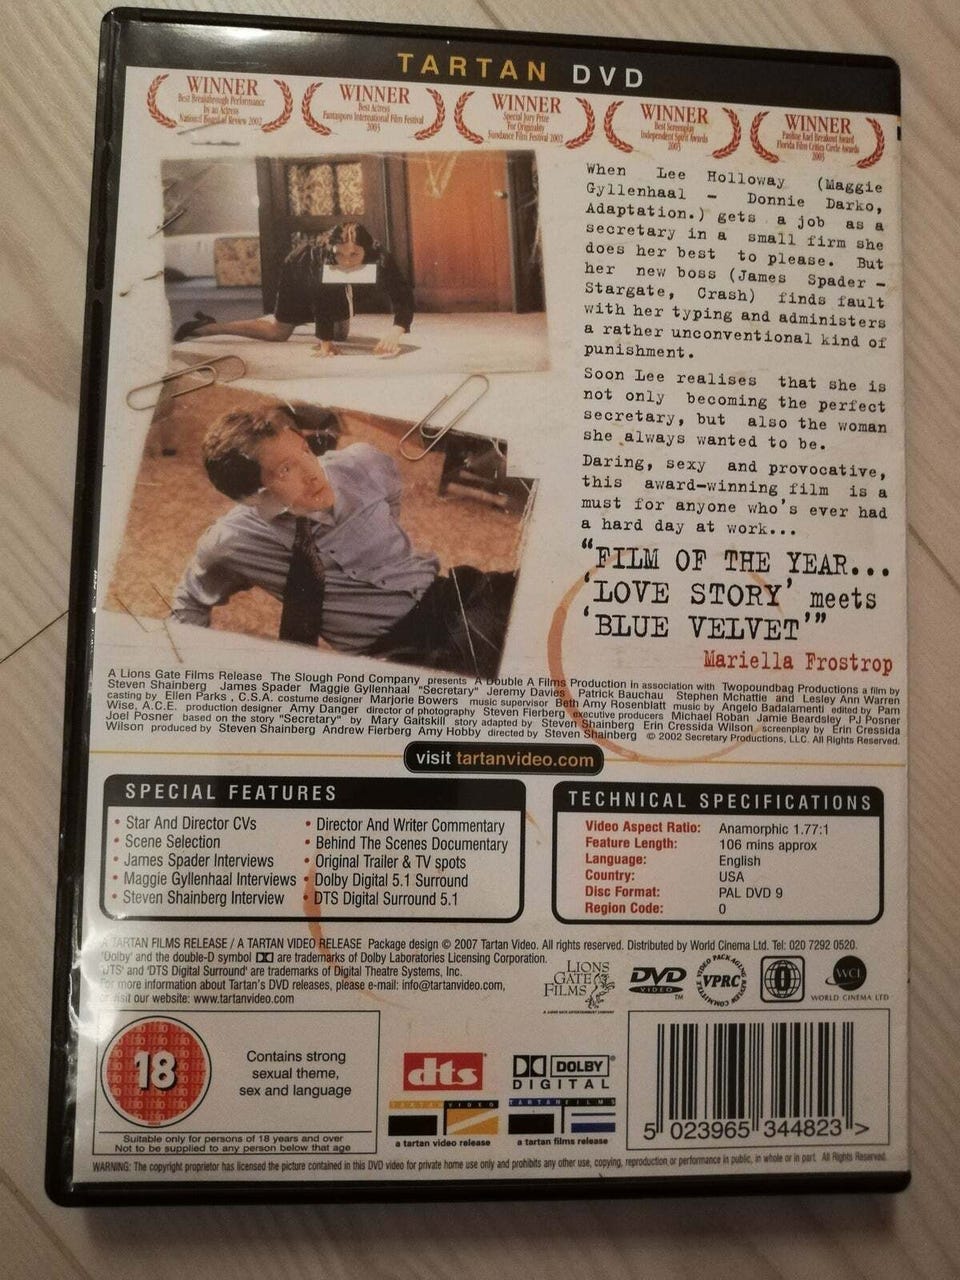 TARTAN DVD
WINNER
Best Breakthrough Performance
by an Actress
National Board of Review 2002
WINNER
Best Actress
Fantasporto International Film Festival
2003
WINNER
Special Jury Prize
For Originality
Sundance Film Festival 2002
WINNER
Best Screenplay
Independent Spirit Awards
2003
WINNER
Pauline Kael Breakout Award
Florida Film Critics Circle Awards
2003
When Lee Holloway (Maggie
Gyllenhaal – Donnie Darko,
Adaptation.) gets a job as a
secretary in a small firm she
does her best to please. But
her new boss (James Spader –
Stargate, Crash) finds fault
with her typing and administers
a rather unconventional kind of
punishment.
Soon Lee realises that she is
not only becoming the perfect
secretary, but also the woman
she always wanted to be.
Daring, sexy and provocative,
this award-winning film is a
must for anyone who's ever had
a hard day at work...
"FILM OF THE YEAR...
'LOVE STORY' meets
'BLUE VELVET'"
Mariella Frostrop
A Lions Gate Films Release The Slough Pond Company presents A Double A Films Production in association with Twopoundbag Productions a film by
Steven Shainberg James Spader Maggie Gyllenhaal "Secretary" Jeremy Davies Patrick Bauchau Stephen Mchattie and Lesley Ann Warren
casting by Ellen Parks , C.S.A. costume designer Marjorie Bowers music supervisor Beth Amy Rosenblatt music by Angelo Badalamenti edited by Pam
Wise, A.C.E. production designer Amy Danger director of photography Steven Fierberg executive producers Michael Roban Jamie Beardsley PJ Posner
Joel Posner based on the story "Secretary" by Mary Gaitskill story adapted by Steven Shainberg Erin Cressida Wilson screenplay by Erin Cressida
Wilson produced by Steven Shainberg Andrew Fierberg Amy Hobby directed by Steven Shainberg © 2002 Secretary Productions, LLC. All Rights Reserved.
visit tartanvideo.com
SPECIAL FEATURES
• Star And Director CVs
• Scene Selection
• James Spader Interviews
• Maggie Gyllenhaal Interviews
• Steven Shainberg Interview
• Director And Writer Commentary
• Behind The Scenes Documentary
• Original Trailer & TV spots
• Dolby Digital 5.1 Surround
• DTS Digital Surround 5.1
TECHNICAL SPECIFICATIONS
Video Aspect Ratio: Anamorphic 1.77:1
Feature Length: 106 mins approx
Language: English
Country: USA
Disc Format: PAL DVD 9
Region Code: 0
A TARTAN FILMS RELEASE / A TARTAN VIDEO RELEASE Package design © 2007 Tartan Video. All rights reserved. Distributed by World Cinema Ltd. Tel: 020 7292 0520.
'Dolby' and the double-D symbol are trademarks of Dolby Laboratories Licensing Corporation.
'DTS' and 'DTS Digital Surround' are trademarks of Digital Theatre Systems, Inc.
For more information about Tartan's DVD releases, please e-mail: info@tartanvideo.com,
or visit our website: www.tartanvideo.com
LIONS
GATE
FILMS
A LIONS GATE ENTERTAINMENT COMPANY
DVD
VIDEO
TM
VIDEO PACKAGING
REVIEW COMMITTEE
VPRC
0
WCI
WORLD CINEMA LTD
18
Contains strong
sexual theme,
sex and language
Suitable only for persons of 18 years and over
Not to be supplied to any person below that age
dts
DOLBY
DIGITAL
TARTAN VIDEO
a tartan video release
TARTAN FILMS
a tartan films release
5 023965 344823 >
WARNING: The copyright proprietor has licensed the picture contained in this DVD video for private home use only and prohibits any other use, copying, reproduction or performance in public, in whole or in part. All Rights Reserved.